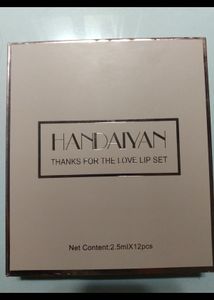 HANDAIYAN
THANKS FOR THE LOVE LIP SET
Net Content:2.5mlX12pcs